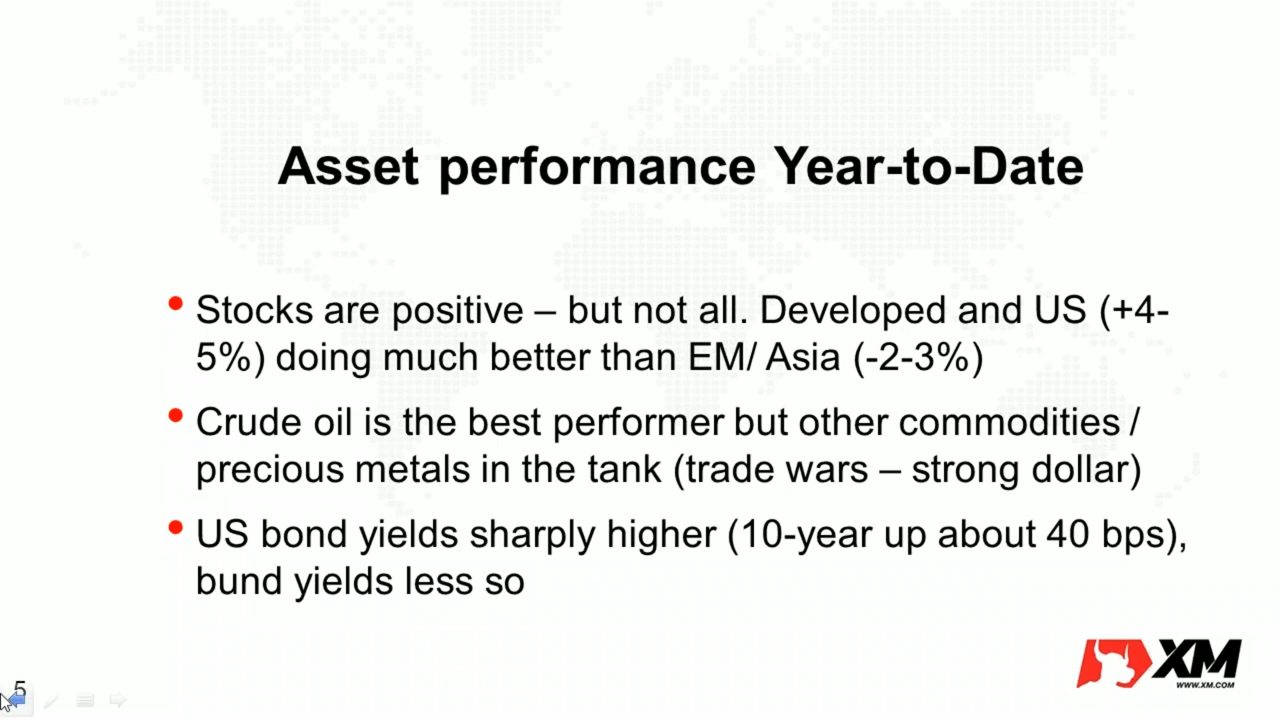 Asset performance Year-to-Date
• Stocks are positive – but not all. Developed and US (+4-
5%) doing much better than EM/ Asia (-2-3%)
• Crude oil is the best performer but other commodities /
precious metals in the tank (trade wars – strong dollar)
• US bond yields sharply higher (10-year up about 40 bps),
bund yields less so
XM
WWW.XM.COM
5